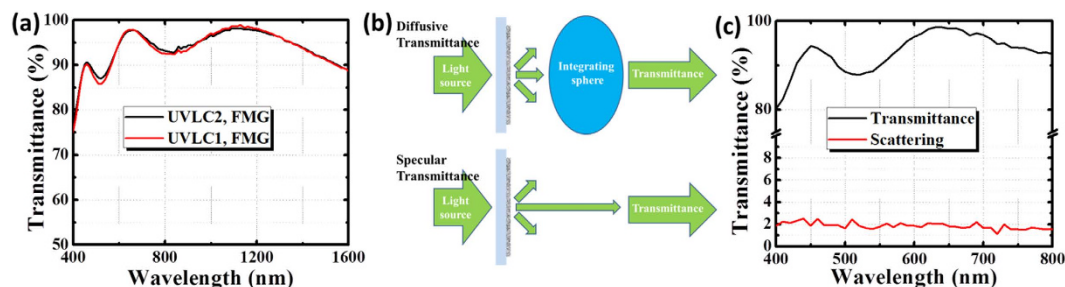 (a)
Transmittance (%)
100
90
80
70
60
50
UVLC2, FMG
UVLC1, FMG
400
800
1200
1600
Wavelength (nm)
(b)
Diffusive
Transmittance
Light
source
Integrating
sphere
Transmittance
Specular
Transmittance
Light
source
Transmittance
(c)
Transmittance (%)
100
90
80
8
6
4
2
0
Transmittance
Scattering
400
500
600
700
800
Wavelength (nm)